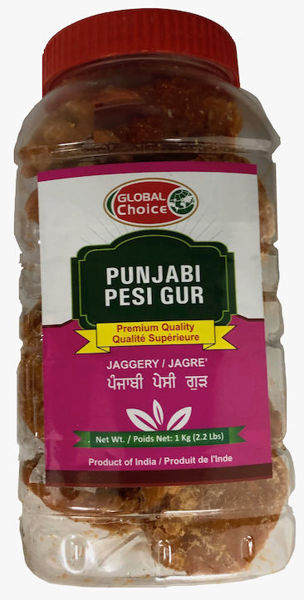 GLOBAL
Choice
PUNJABI
PESI GUR
Premium Quality
Qualité Supérieure
JAGGERY / JAGRE'
ਪੰਜਾਬੀ ਪੇਸੀ ਗੁੜ
Net Wt. / Poids Net: 1 Kg (2.2 Lbs)
Product of India / Produit de l'Inde